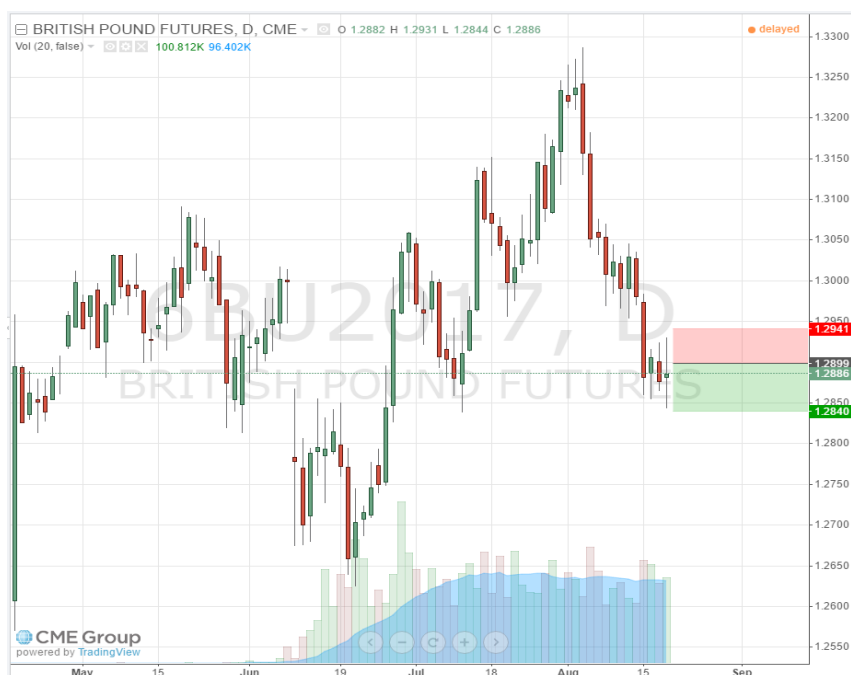 BRITISH POUND FUTURES, D, CME O 1.2882 H 1.2931 L 1.2844 C 1.2886
delayed
Vol (20, false) 100.812K 96.402K
1.3300
1.3250
1.3200
1.3150
1.3100
1.3050
1.3000
6BU2017, D
1.2950
1.2941
1.2899
1.2886
BRITISH POUND FUTURES
1.2850
1.2840
1.2800
1.2750
1.2700
1.2650
1.2600
CME Group
powered by TradingView
1.2550
May 15 Jun 19 Jul 18 Aug 15 Sep